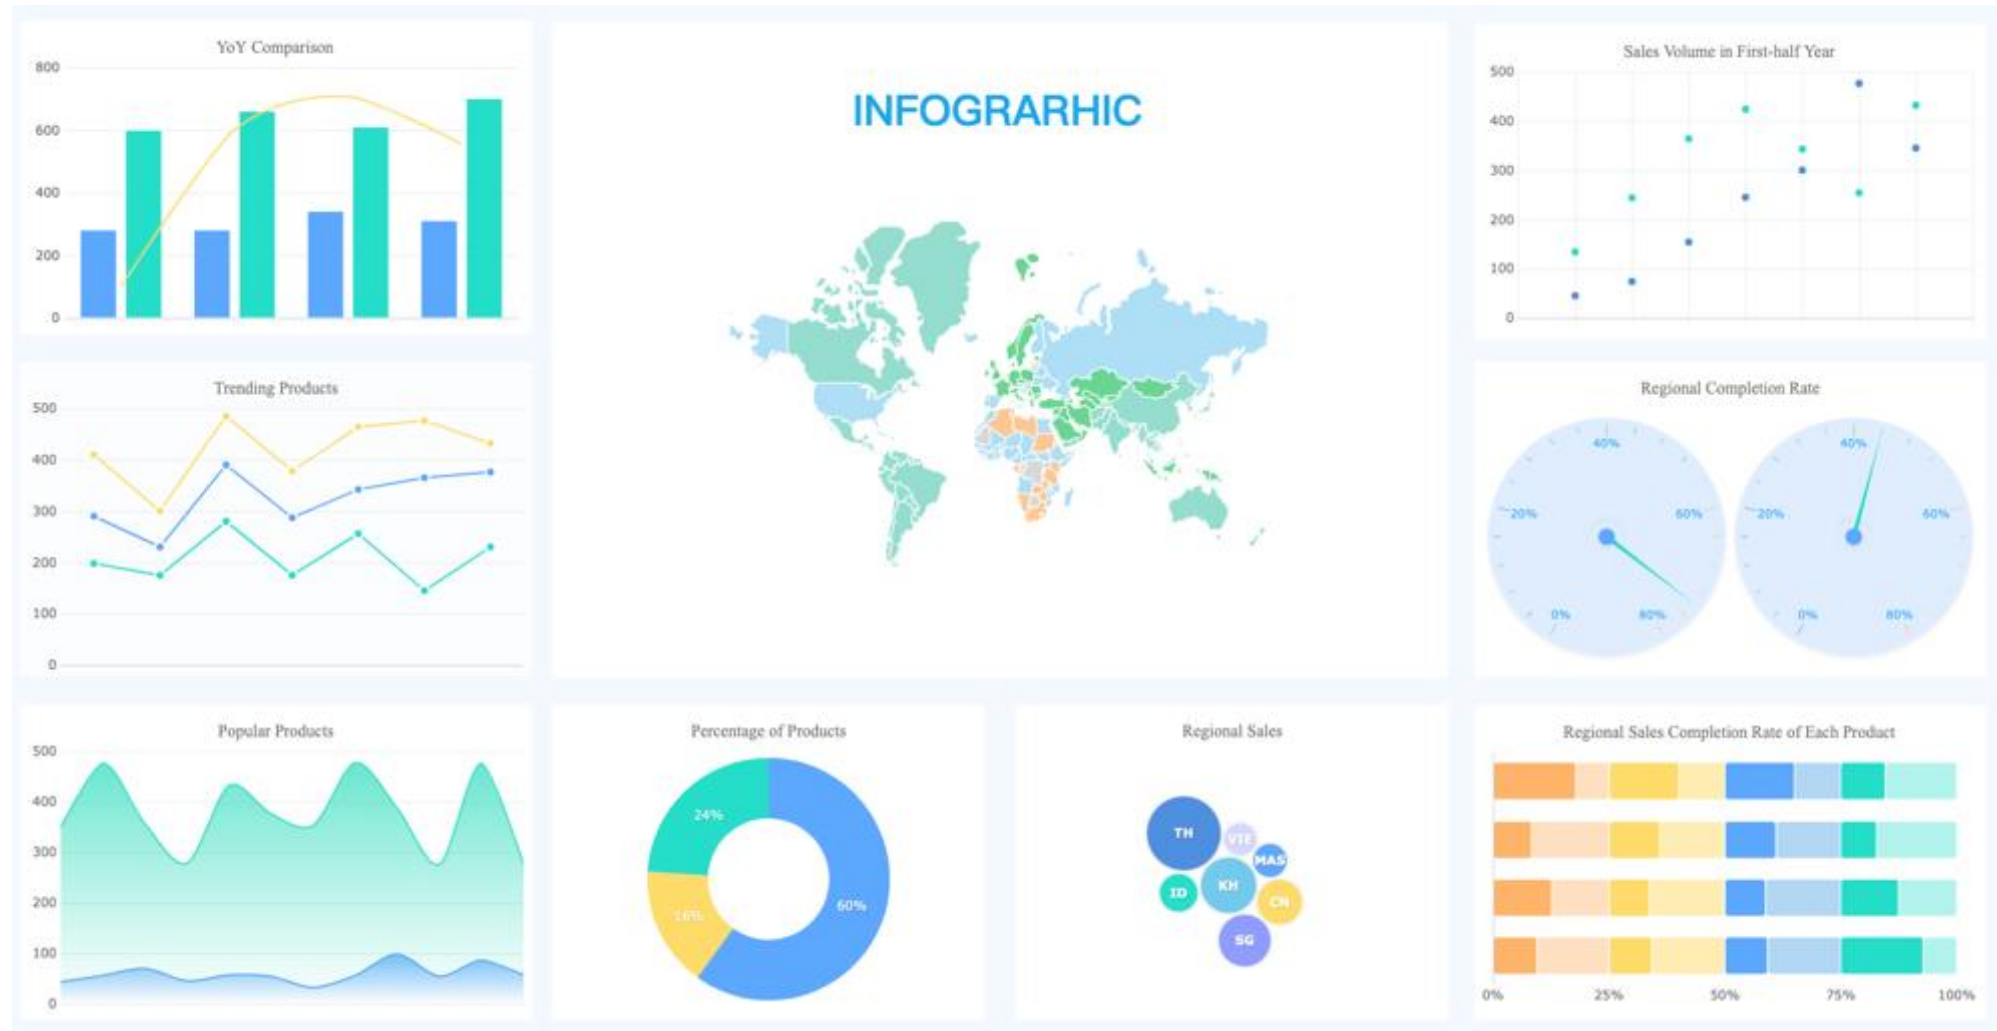 YoY Comparison
800
600
400
200
0
INFOGRARHIC
Sales Volume in First-half Year
500
400
300
200
100
0
Trending Products
500
400
300
200
100
0
Regional Completion Rate
40%
20%
60%
0%
80%
40%
20%
60%
0%
80%
Popular Products
500
400
300
200
100
0
Percentage of Products
24%
16%
60%
Regional Sales
TH
VTE
MAS
KH
ID
CN
SG
Regional Sales Completion Rate of Each Product
0% 25% 50% 75% 100%